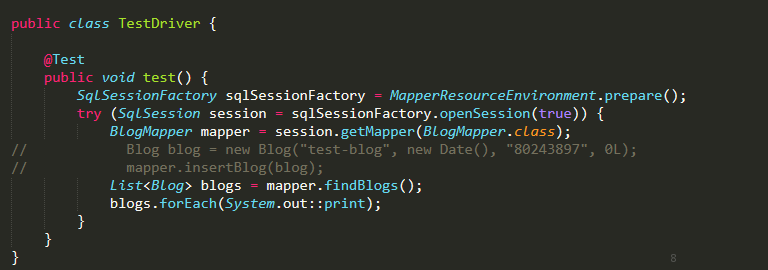 public class TestDriver {
@Test
public void test() {
SqlSessionFactory sqlSessionFactory = MapperResourceEnvironment.prepare();
try (SqlSession session = sqlSessionFactory.openSession(true)) {
BlogMapper mapper = session.getMapper(BlogMapper.class);
// Blog blog = new Blog("test-blog", new Date(), "80243897", 0L);
// mapper.insertBlog(blog);
List<Blog> blogs = mapper.findBlogs();
blogs.forEach(System.out::print);
}
}
}
8